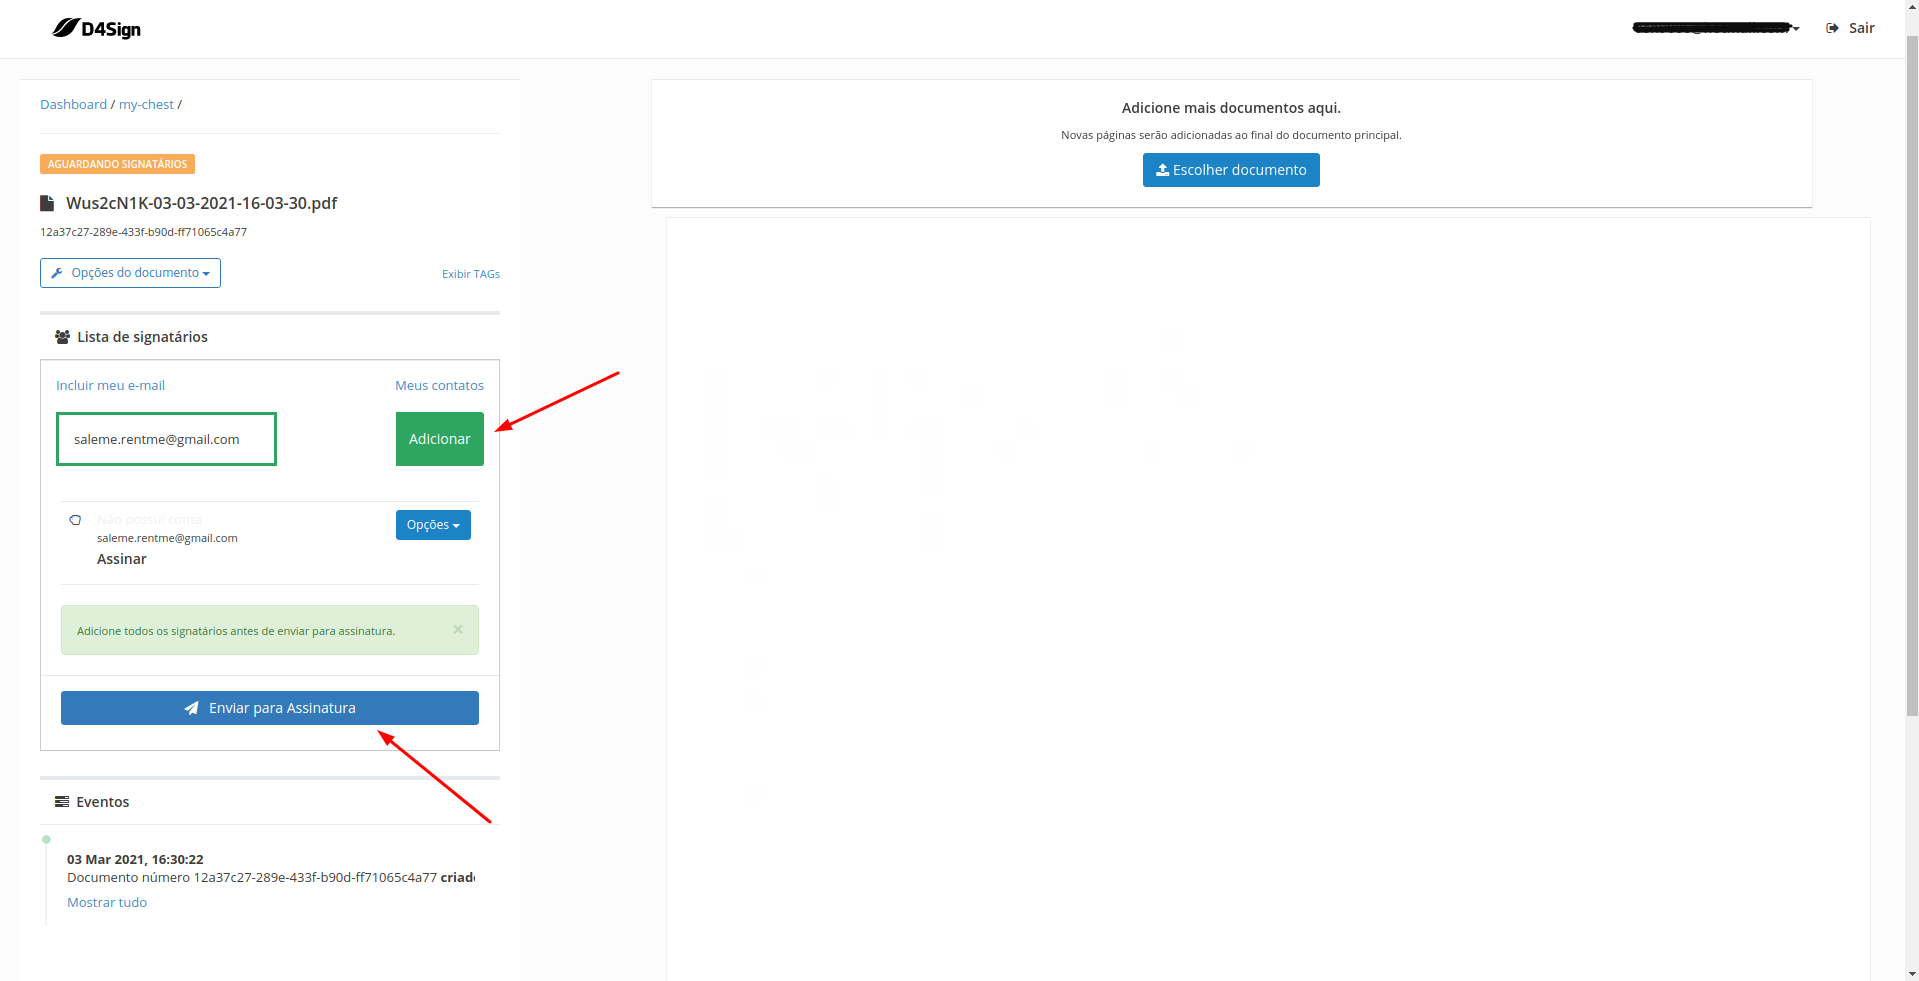 D4Sign
Sair
Dashboard / my-chest /
AGUARDANDO SIGNATÁRIOS
Wus2cN1K-03-03-2021-16-03-30.pdf
12a37c27-289e-433f-b90d-ff71065c4a77
Opções do documento
Exibir TAGs
Lista de signatários
Incluir meu e-mail
Meus contatos
saleme.rentme@gmail.com
Adicionar
Não possui conta
saleme.rentme@gmail.com
Assinar
Opções
Adicione todos os signatários antes de enviar para assinatura.
×
Enviar para Assinatura
Eventos
03 Mar 2021, 16:30:22
Documento número 12a37c27-289e-433f-b90d-ff71065c4a77
Mostrar tudo
Adicione mais documentos aqui.
Novas páginas serão adicionadas ao final do documento principal.
Escolher documento